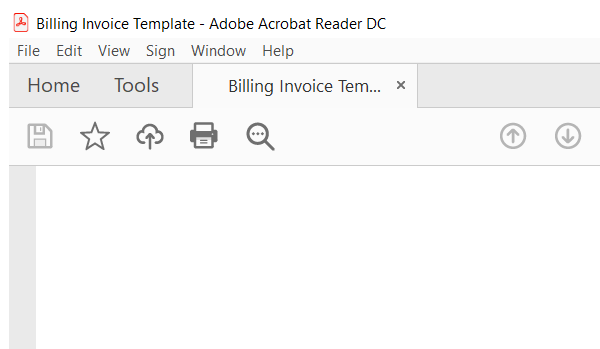 Billing Invoice Template - Adobe Acrobat Reader DC
File Edit View Sign Window Help
Home Tools Billing Invoice Tem... ×